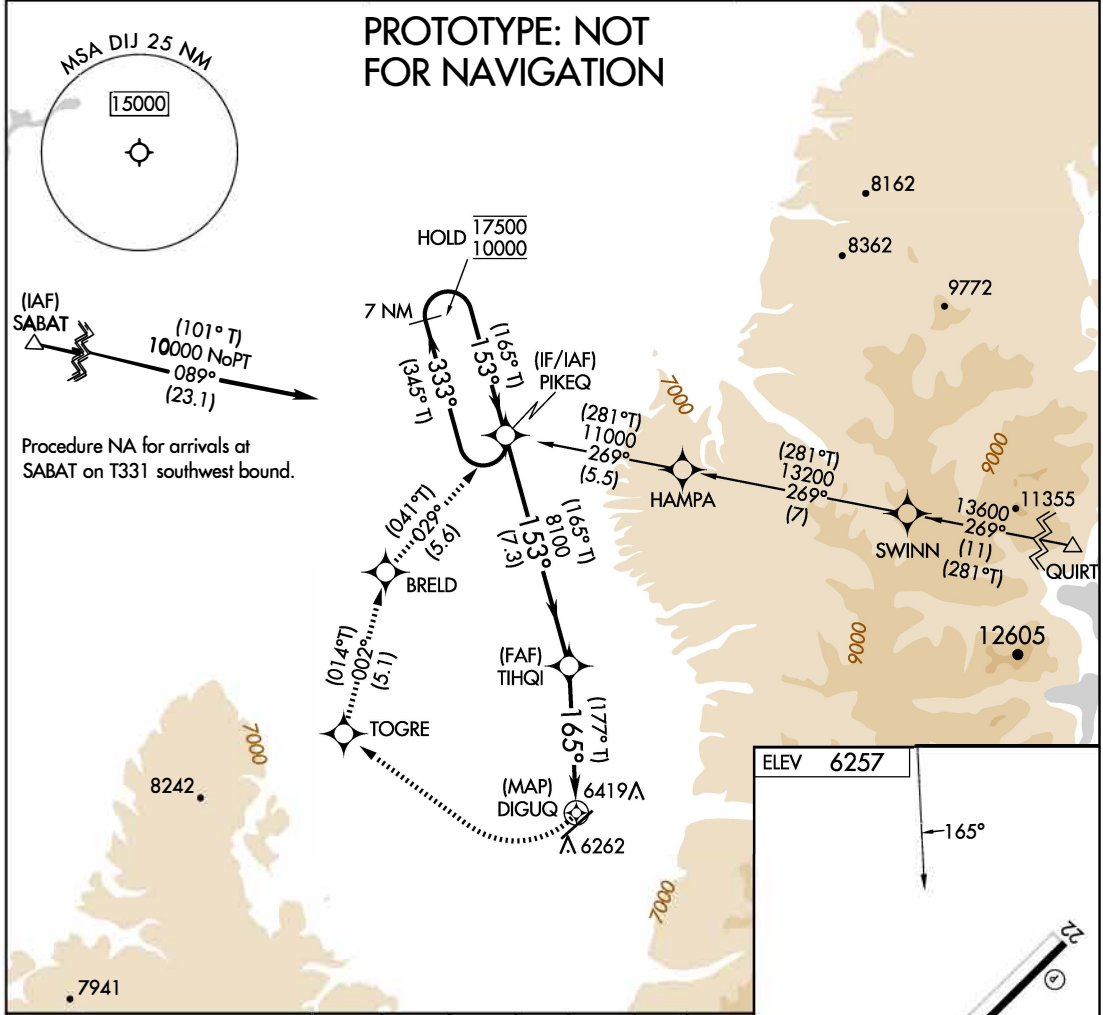 PROTOTYPE: NOT
FOR NAVIGATION
MSA DIJ 25 NM
15000
8162
8362
9772
HOLD 17500
10000
7 NM
(IAF)
SABAT
(101° T)
10000 NoPT
089°
(23.1)
Procedure NA for arrivals at
SABAT on T331 southwest bound.
(165° T)
153°
333°
(345° T)
(IF/IAF)
PIKEQ
7000
(281°T)
11000
269°
(5.5)
HAMPA
(281°T)
13200
269°
(7)
SWINN
9000
11355
13600
269°
(11)
(281°T)
QUIRT
(041°T)
029°
(5.6)
BRELD
(165° T)
8100
153°
(7.3)
9000
12605
(014°T)
002°
(5.1)
(FAF)
TIHQI
TOGRE
7000
(177° T)
165°
8242
(MAP)
DIGUQ
6419
6262
7000
7941
ELEV 6257
165°
22
P